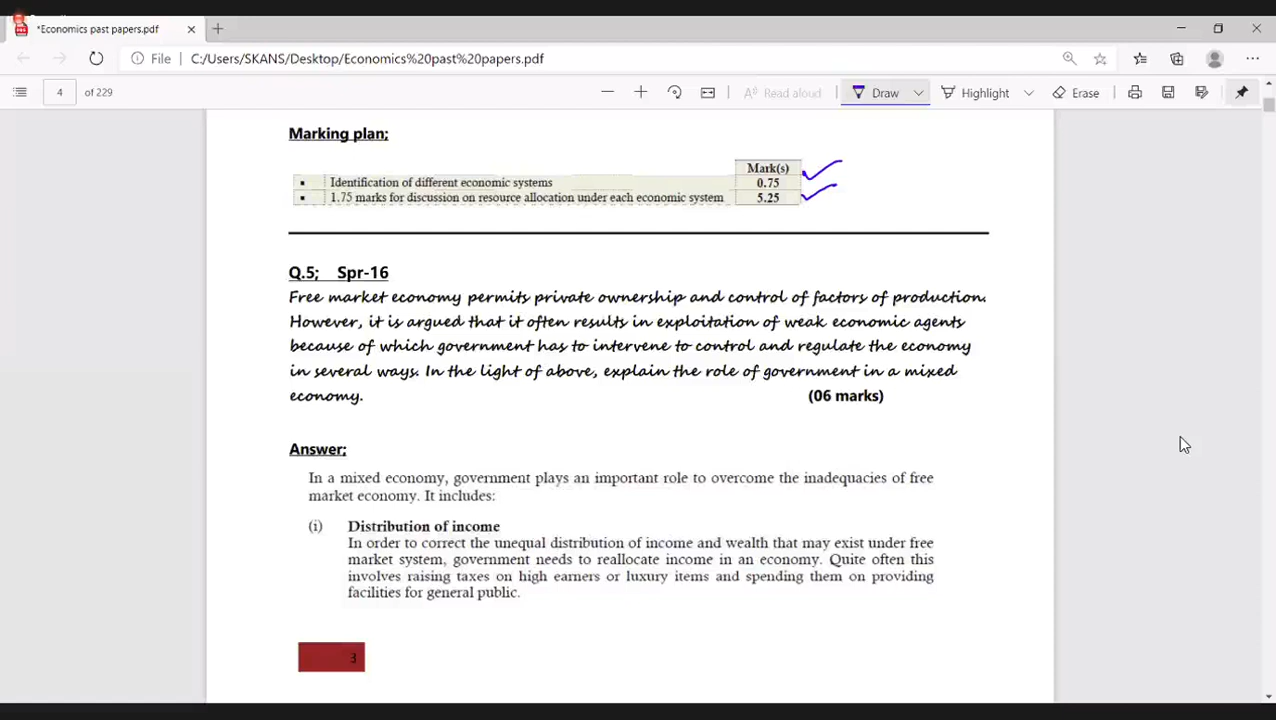 *Economics past papers.pdf
File C:/Users/SKANS/Desktop/Economics%20past%20papers.pdf
4 of 229 Read aloud Draw Highlight Erase
Marking plan;
Mark(s)
▪ Identification of different economic systems 0.75
▪ 1.75 marks for discussion on resource allocation under each economic system 5.25
Q.5; Spr-16
Free market economy permits private ownership and control of factors of production.
However, it is argued that it often results in exploitation of weak economic agents
because of which government has to intervene to control and regulate the economy
in several ways. In the light of above, explain the role of government in a mixed
economy. (06 marks)
Answer;
In a mixed economy, government plays an important role to overcome the inadequacies of free
market economy. It includes:
(i) Distribution of income
In order to correct the unequal distribution of income and wealth that may exist under free
market system, government needs to reallocate income in an economy. Quite often this
involves raising taxes on high earners or luxury items and spending them on providing
facilities for general public.
3